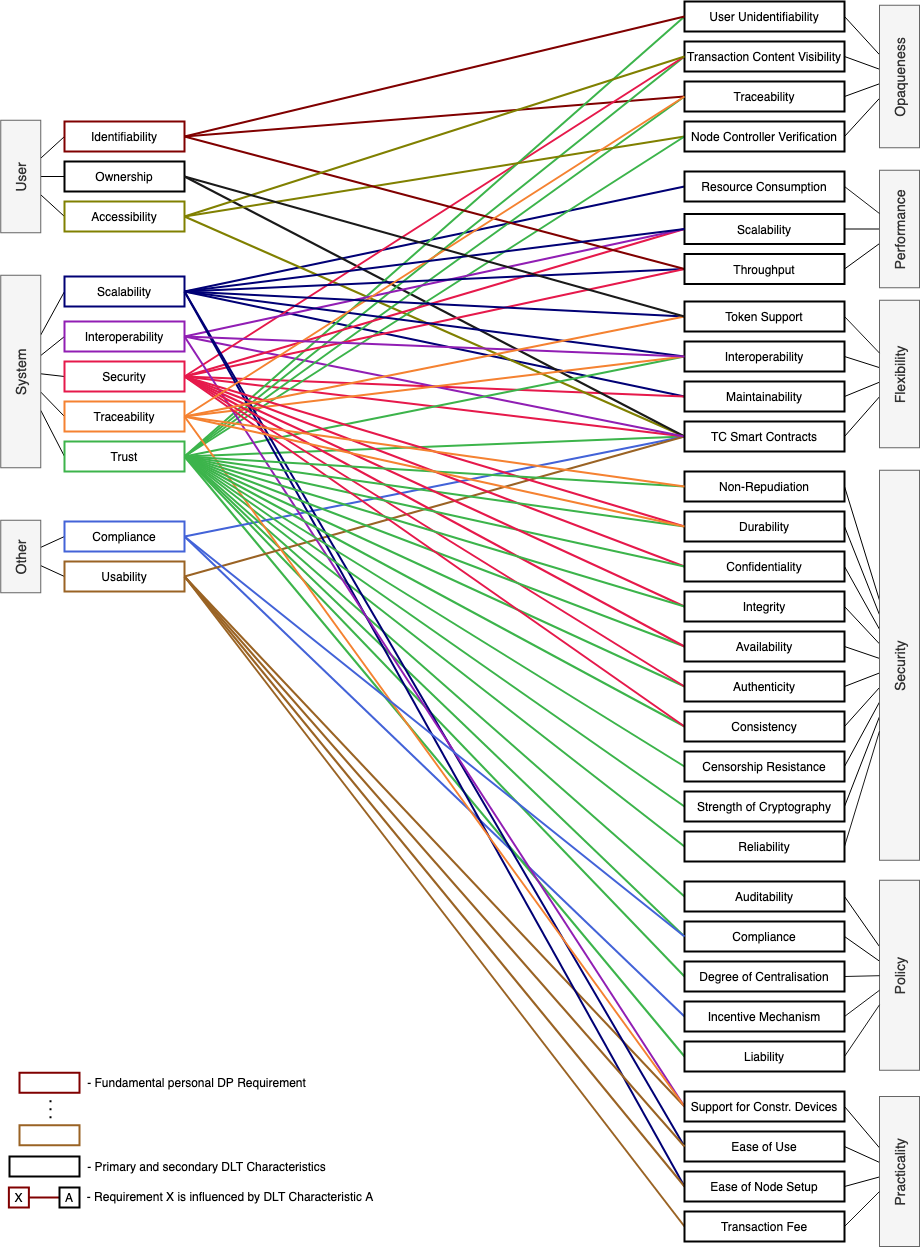 User
Identifiability
Ownership
Accessibility
System
Scalability
Interoperability
Security
Traceability
Trust
Other
Compliance
Usability
User Unidentifiability
Transaction Content Visibility
Traceability
Node Controller Verification
Opaqueness
Resource Consumption
Scalability
Throughput
Performance
Token Support
Interoperability
Maintainability
TC Smart Contracts
Flexibility
Non-Repudiation
Durability
Confidentiality
Integrity
Availability
Authenticity
Consistency
Censorship Resistance
Strength of Cryptography
Reliability
Security
Auditability
Compliance
Degree of Centralisation
Incentive Mechanism
Liability
Policy
Support for Constr. Devices
Ease of Use
Ease of Node Setup
Transaction Fee
Practicality
- Fundamental personal DP Requirement
- Primary and secondary DLT Characteristics
X A - Requirement X is influenced by DLT Characteristic A